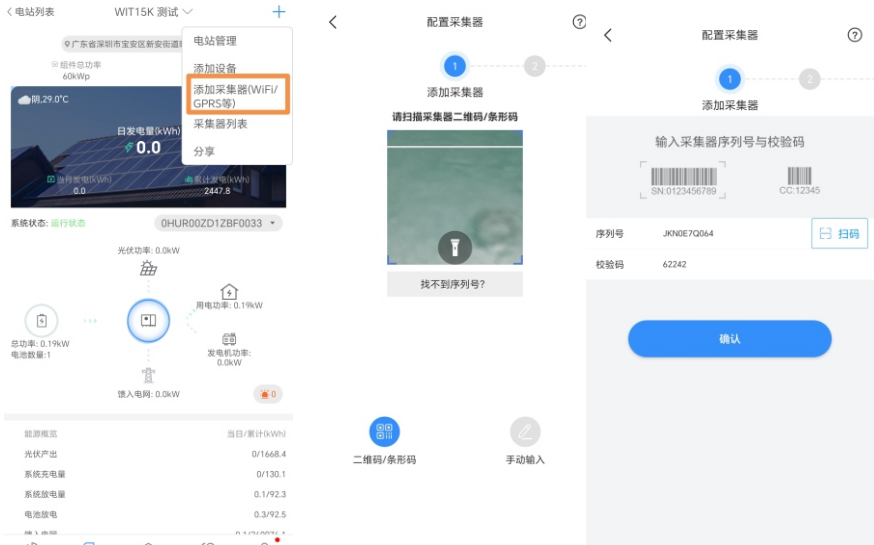 电站列表
WIT15K 测试
广东省深圳市宝安区新安街道
组件总功率
60kWp
阴,29.0°C
日发电量(kWh)
0.0
当月发电(kWh)
0.0
累计发电(kWh)
2447.8
电站管理
添加设备
添加采集器(WiFi/
GPRS等)
采集器列表
分享
系统状态: 运行状态
0HUR00ZD1ZBF0033
光伏功率: 0.0kW
用电功率: 0.19kW
总功率: 0.19kW
电池数量:1
发电机功率:
0.0kW
馈入电网: 0.0kW
0
能源概览
当日/累计(kWh)
光伏产出
0/1668.4
系统充电量
0/130.1
系统放电量
0.1/92.3
电池放电
0.3/92.5
配置采集器
1
2
添加采集器
请扫描采集器二维码/条形码
找不到序列号?
二维码/条形码
手动输入
配置采集器
1
2
添加采集器
输入采集器序列号与校验码
SN:0123456789
CC:12345
序列号
JKN0E7Q064
扫码
校验码
62242
确认